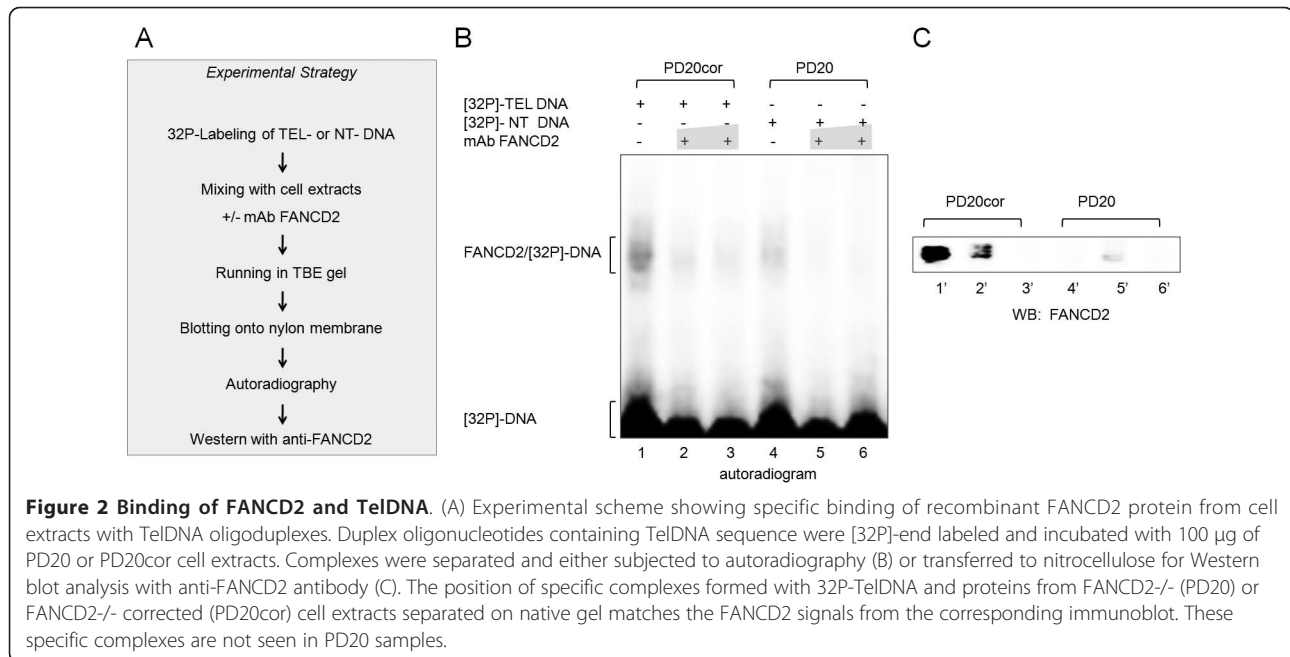 A
Experimental Strategy
32P-Labeling of TEL- or NT- DNA
Mixing with cell extracts
+/- mAb FANCD2
Running in TBE gel
Blotting onto nylon membrane
Autoradiography
Western with anti-FANCD2
B
PD20cor PD20
[32P]-TEL DNA + + + - - -
[32P]- NT DNA - - - + - -
mAb FANCD2 - + + - + +
FANCD2/[32P]-DNA
[32P]-DNA
1 2 3 4 5 6
autoradiogram
C
PD20cor PD20
1' 2' 3' 4' 5' 6'
WB: FANCD2
Figure 2 Binding of FANCD2 and TelDNA. (A) Experimental scheme showing specific binding of recombinant FANCD2 protein from cell
extracts with TelDNA oligoduplexes. Duplex oligonucleotides containing TelDNA sequence were [32P]-end labeled and incubated with 100 μg of
PD20 or PD20cor cell extracts. Complexes were separated and either subjected to autoradiography (B) or transferred to nitrocellulose for Western
blot analysis with anti-FANCD2 antibody (C). The position of specific complexes formed with 32P-TelDNA and proteins from FANCD2-/- (PD20) or
FANCD2-/- corrected (PD20cor) cell extracts separated on native gel matches the FANCD2 signals from the corresponding immunoblot. These
specific complexes are not seen in PD20 samples.